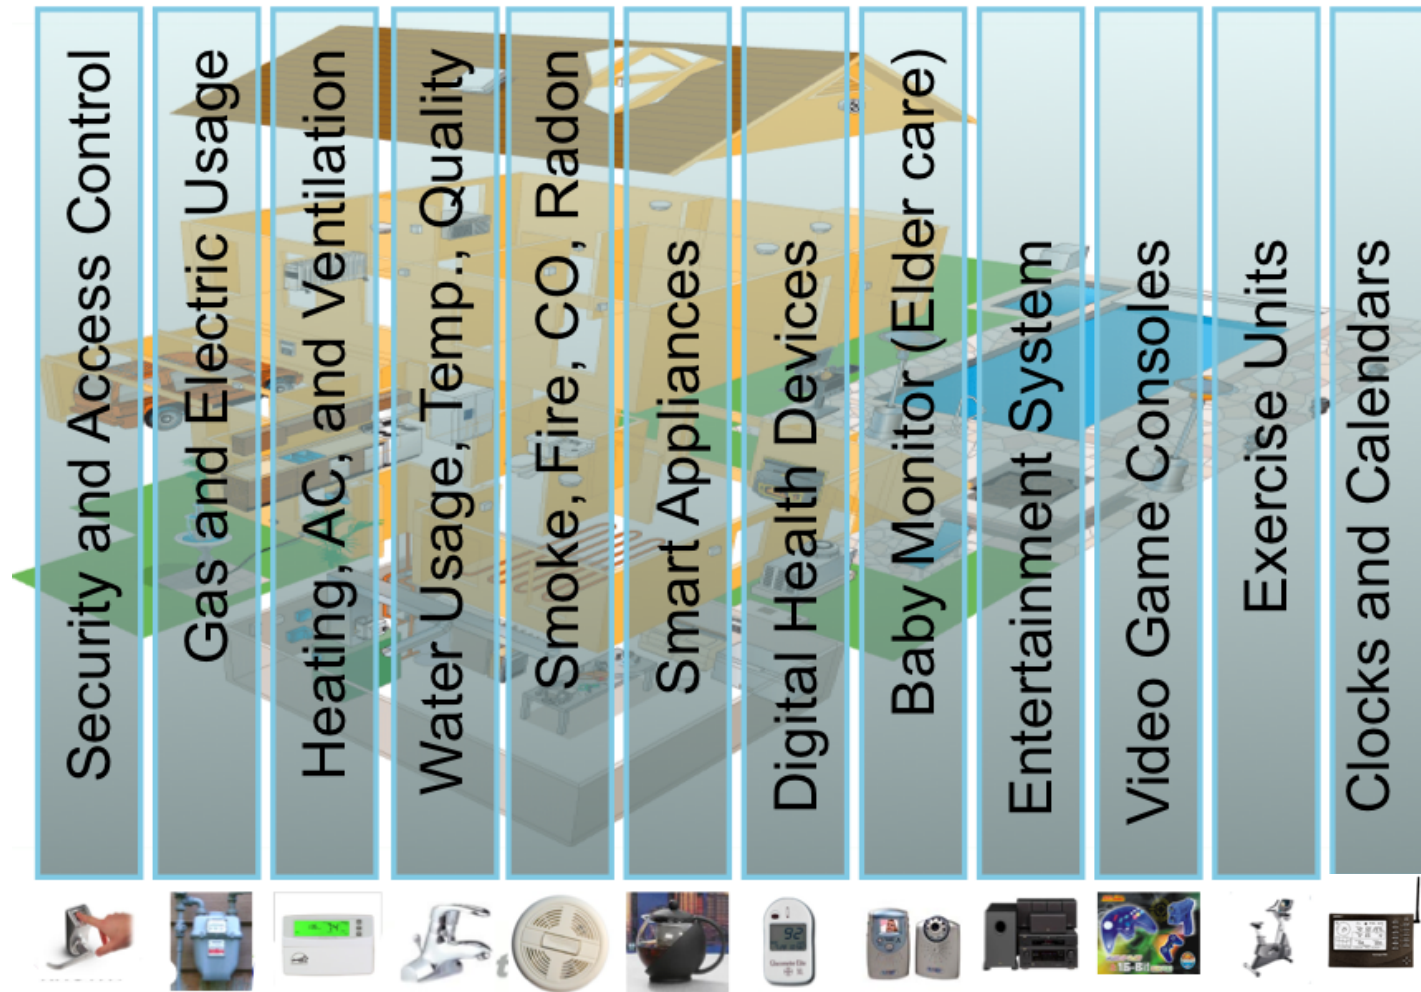 Security and Access Control
Gas and Electric Usage
Heating, AC, and Ventilation
Water Usage, Temp., Quality
Smoke, Fire, CO, Radon
Smart Appliances
Digital Health Devices
Baby Monitor (Elder care)
Entertainment System
Video Game Consoles
Exercise Units
Clocks and Calendars
74
92